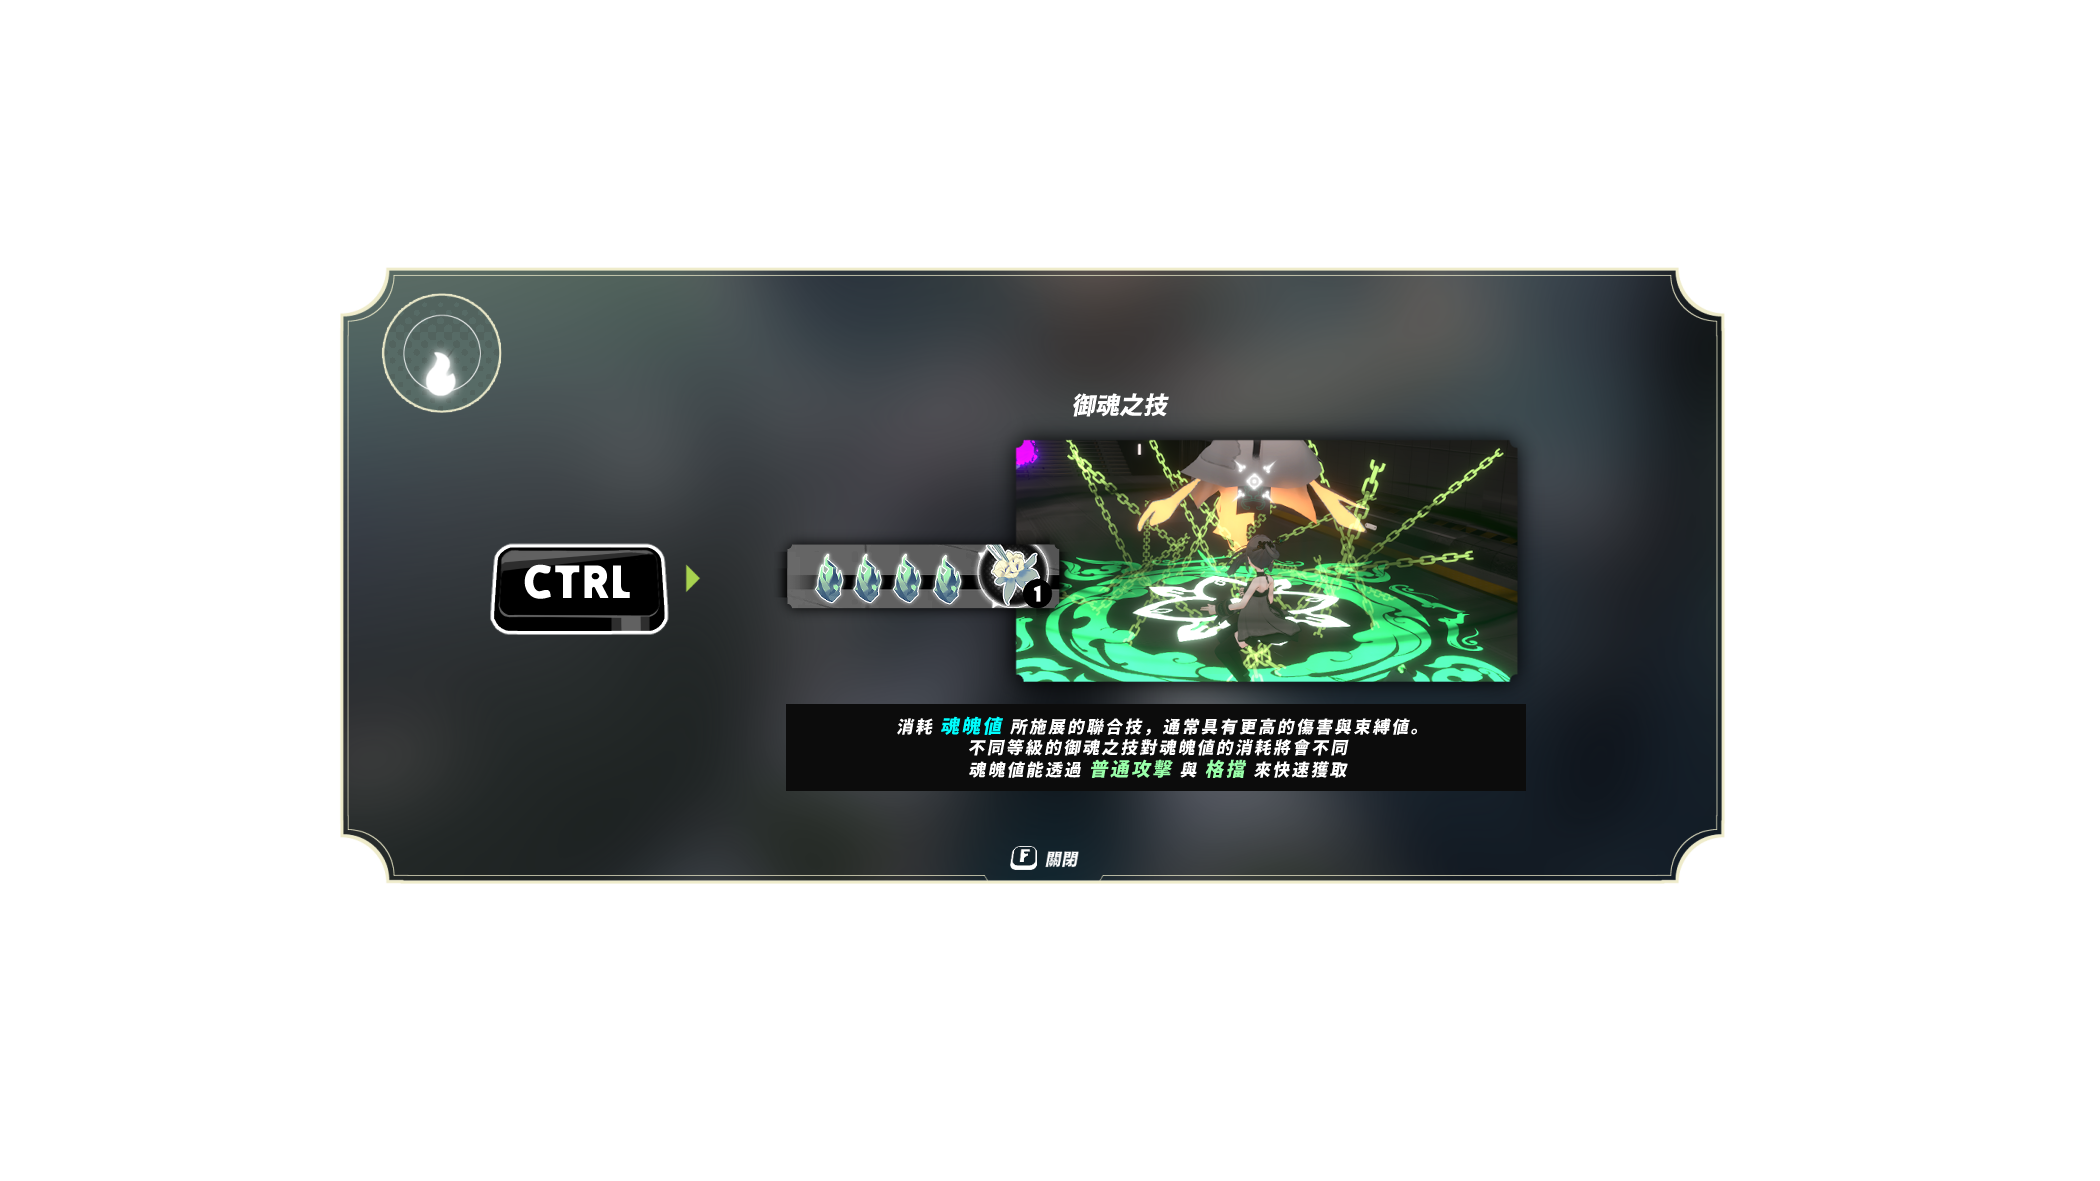 御魂之技
CTRL
1
消耗 魂魄值 所施展的聯合技，通常具有更高的傷害與束縛值。
不同等級的御魂之技對魂魄值的消耗將會不同
魂魄值能透過 普通攻擊 與 格擋 來快速獲取
F 關閉